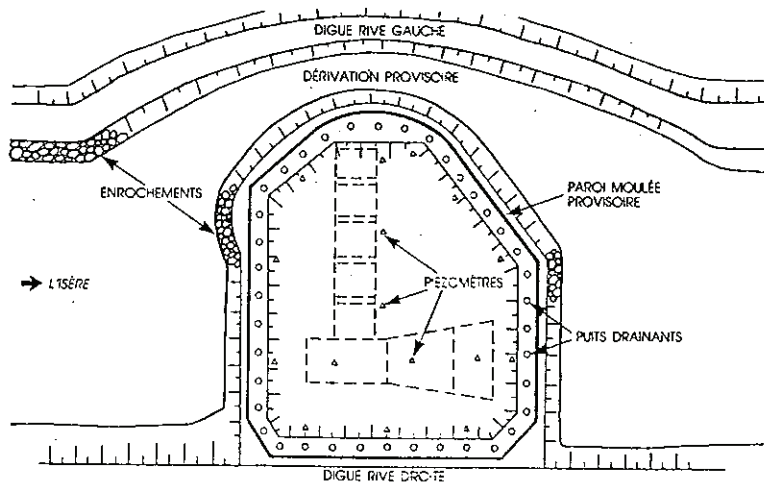 DIGUE RIVE GAUCHE
DÉRIVATION PROVISOIRE
ENROCHEMENTS
PAROI MOULÉE
PROVISOIRE
L'ISÈRE
PIEZOMÈTRES
PUITS DRAINANTS
DIGUE RIVE DROITE